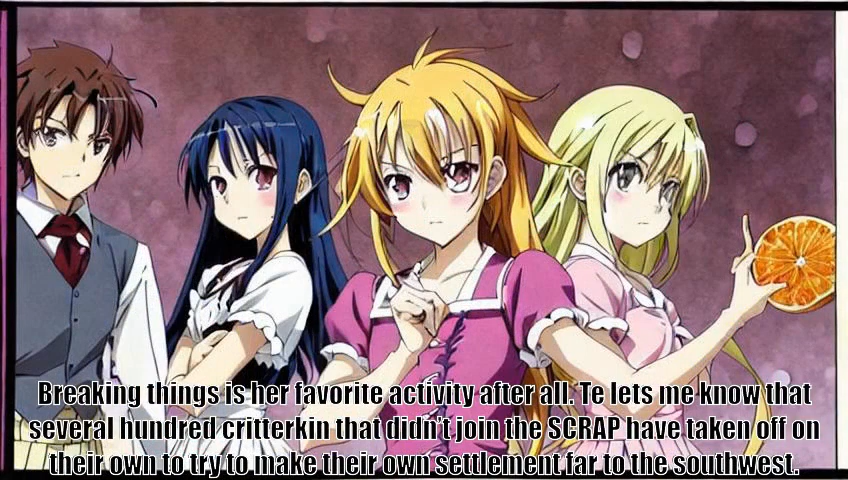 Breaking things is her favorite activity after all. Te lets me know that
several hundred critterkin that didn't join the SCRAP have taken off on
their own to try to make their own settlement far to the southwest.